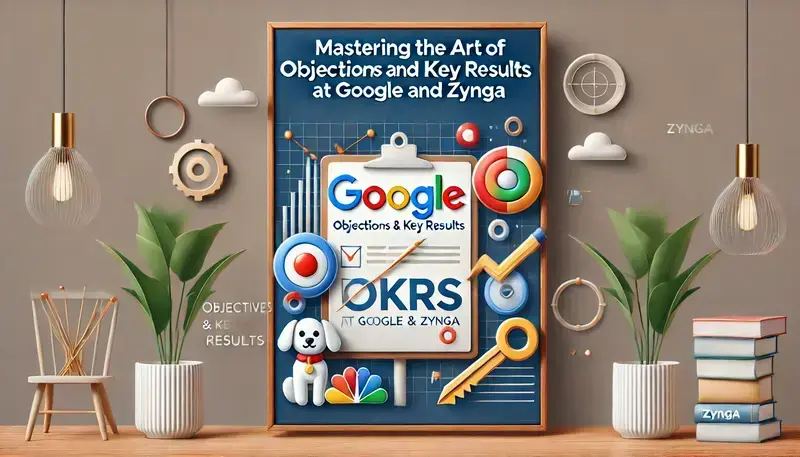 Mastering the Art of
Objections and Key Results
at Google and Zynga
ZYNGA
Google
Objections & Key Results
OKRS
AT GOOGLE & ZYNGA
OBJECTIVES
& KE
RESULTS
ZYNGA